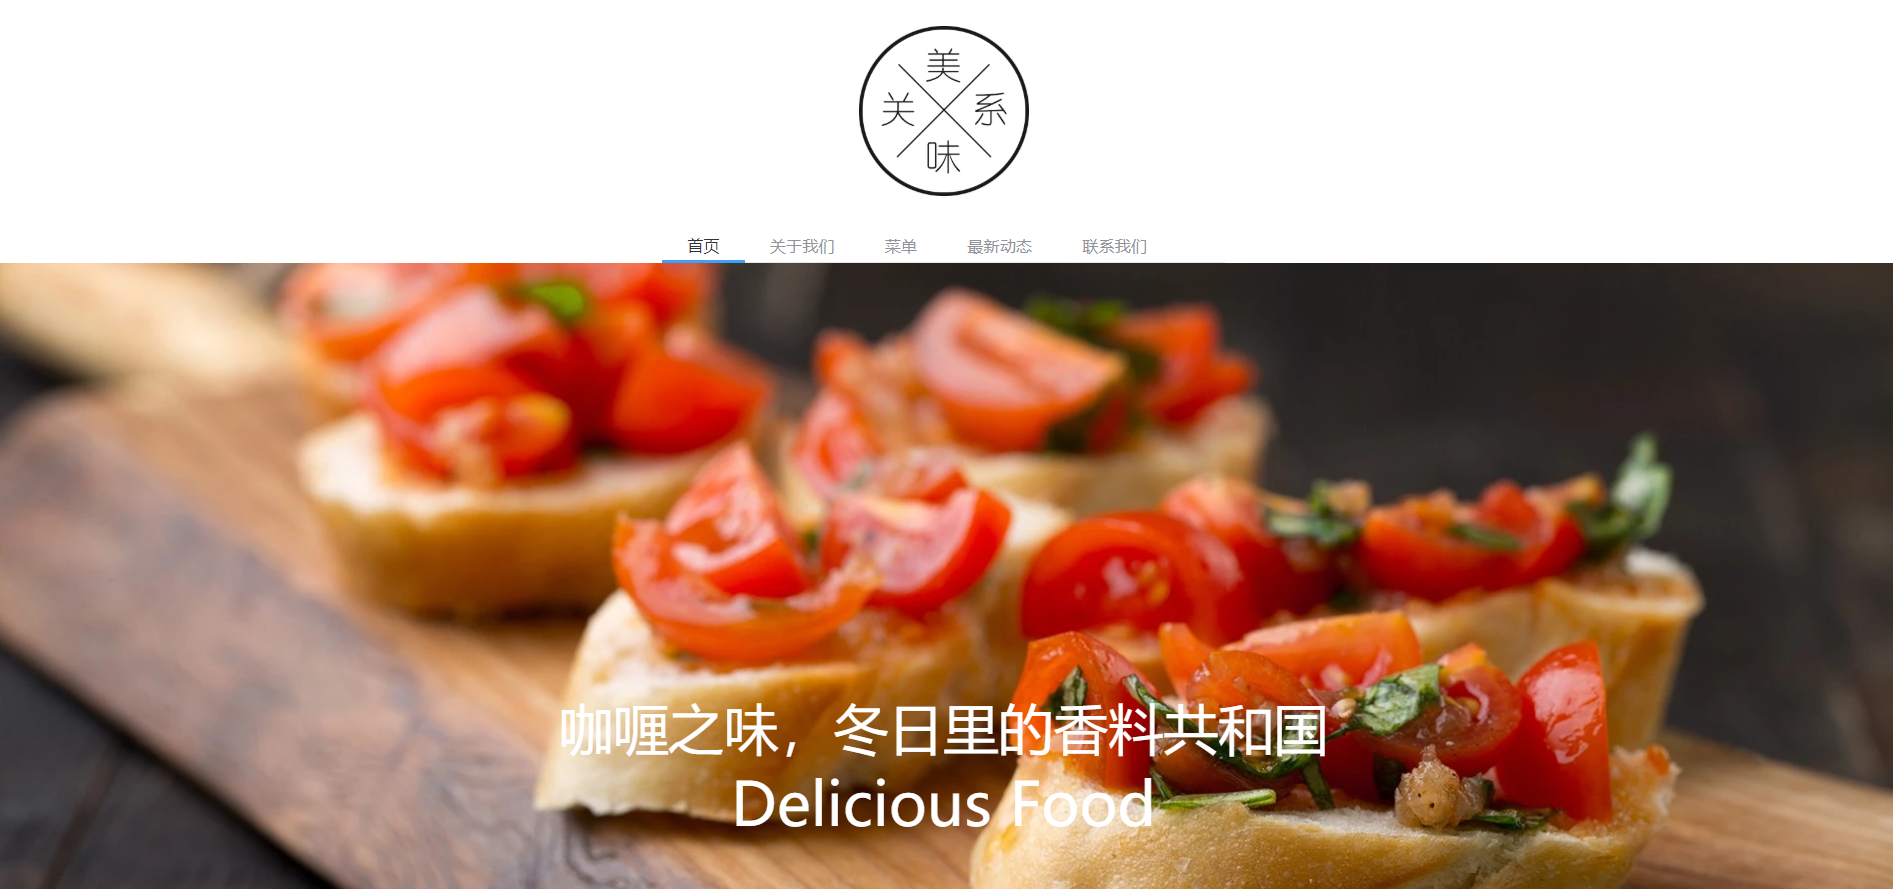 美
关 系
味
首页 关于我们 菜单 最新动态 联系我们
咖喱之味，冬日里的香料共和国
Delicious Food